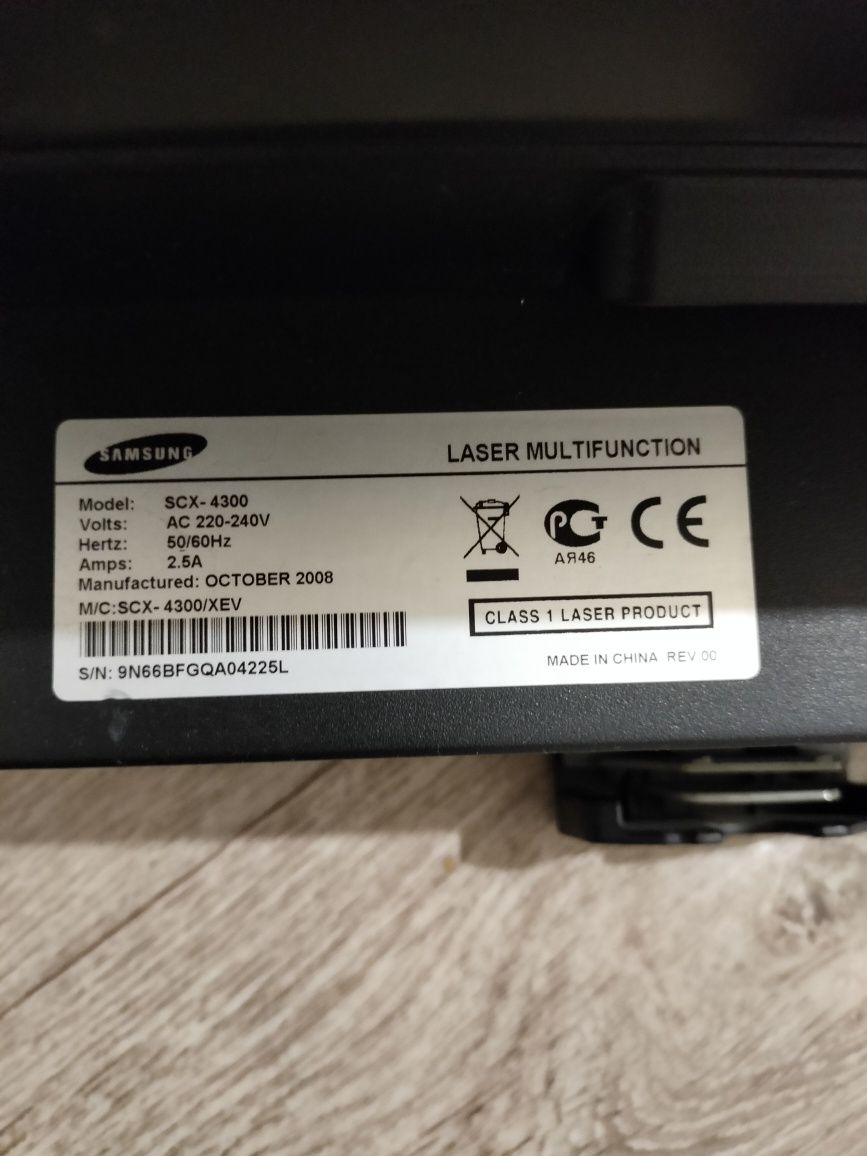 SAMSUNG
LASER MULTIFUNCTION
Model: SCX- 4300
Volts: AC 220-240V
Hertz: 50/60Hz
Amps: 2.5A
Manufactured: OCTOBER 2008
M/C:SCX- 4300/XEV
S/N: 9N66BFGQA04225L
РСТ
АЯ46
CE
CLASS 1 LASER PRODUCT
MADE IN CHINA REV 00